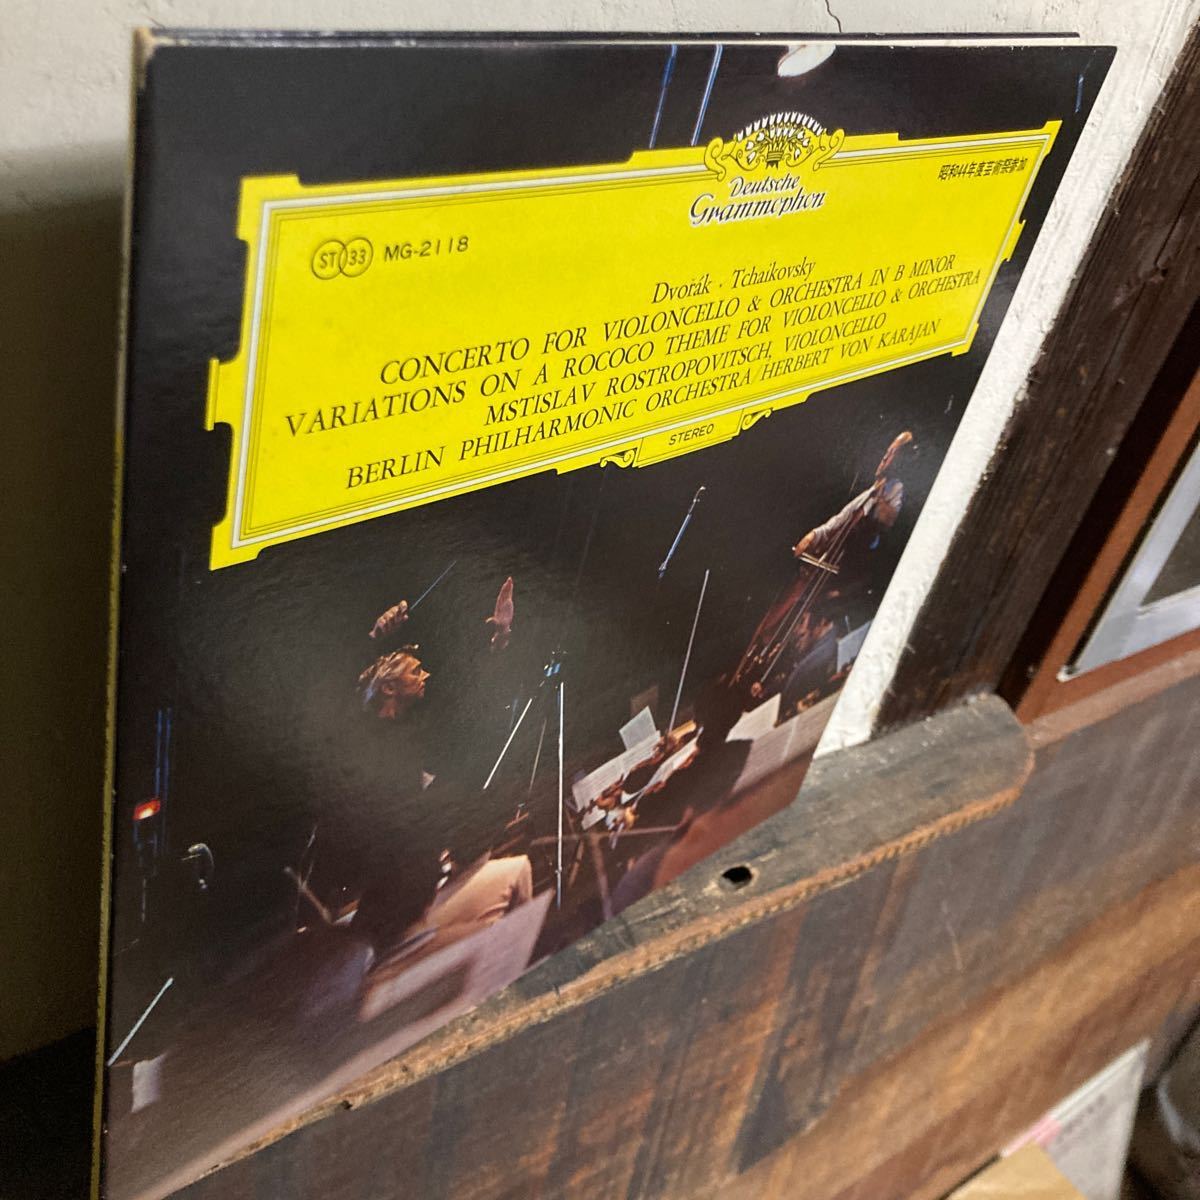 Deutsche
Grammophon
昭和44年度芸術祭参加
ST 33 MG-2118
Dvořák · Tchaikovsky
CONCERTO FOR VIOLONCELLO & ORCHESTRA IN B MINOR
VARIATIONS ON A ROCOCO THEME FOR VIOLONCELLO & ORCHESTRA
MSTISLAV ROSTROPOVITSCH, VIOLONCELLO
BERLIN PHILHARMONIC ORCHESTRA/HERBERT VON KARAJAN
STEREO